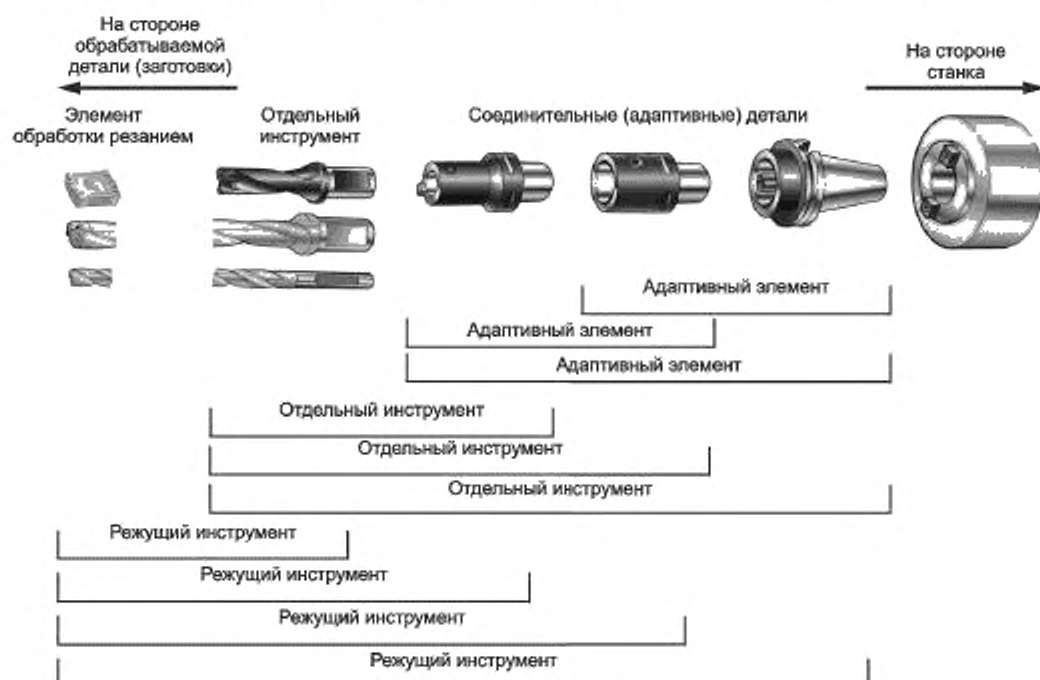 На стороне
обрабатываемой
детали (заготовки)
На стороне
станка
Элемент
обработки резанием
Отдельный
инструмент
Соединительные (адаптивные) детали
Адаптивный элемент
Адаптивный элемент
Адаптивный элемент
Отдельный инструмент
Отдельный инструмент
Отдельный инструмент
Режущий инструмент
Режущий инструмент
Режущий инструмент
Режущий инструмент